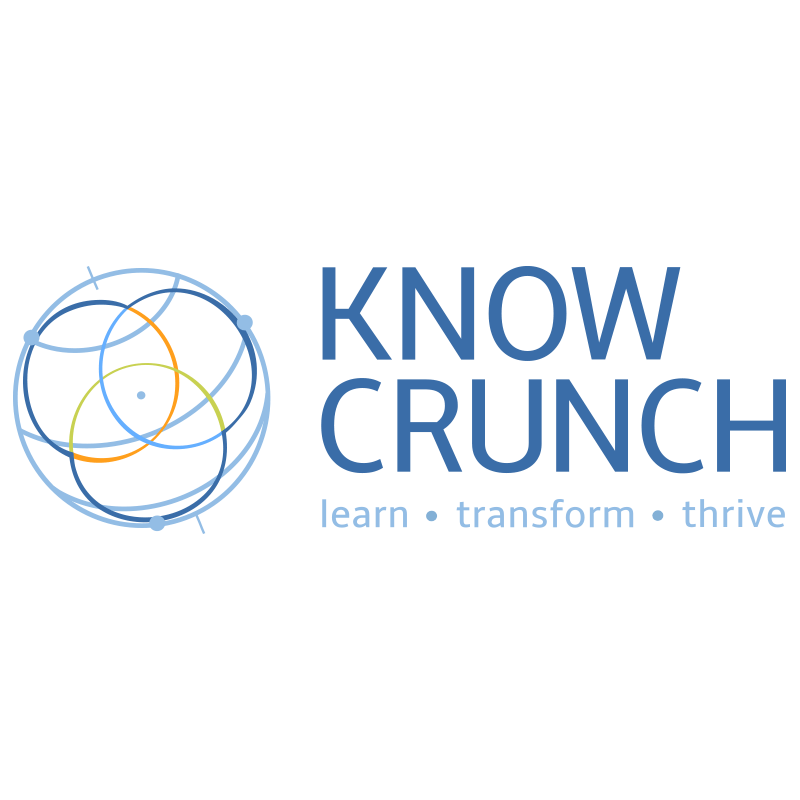 KNOW
CRUNCH
learn • transform • thrive